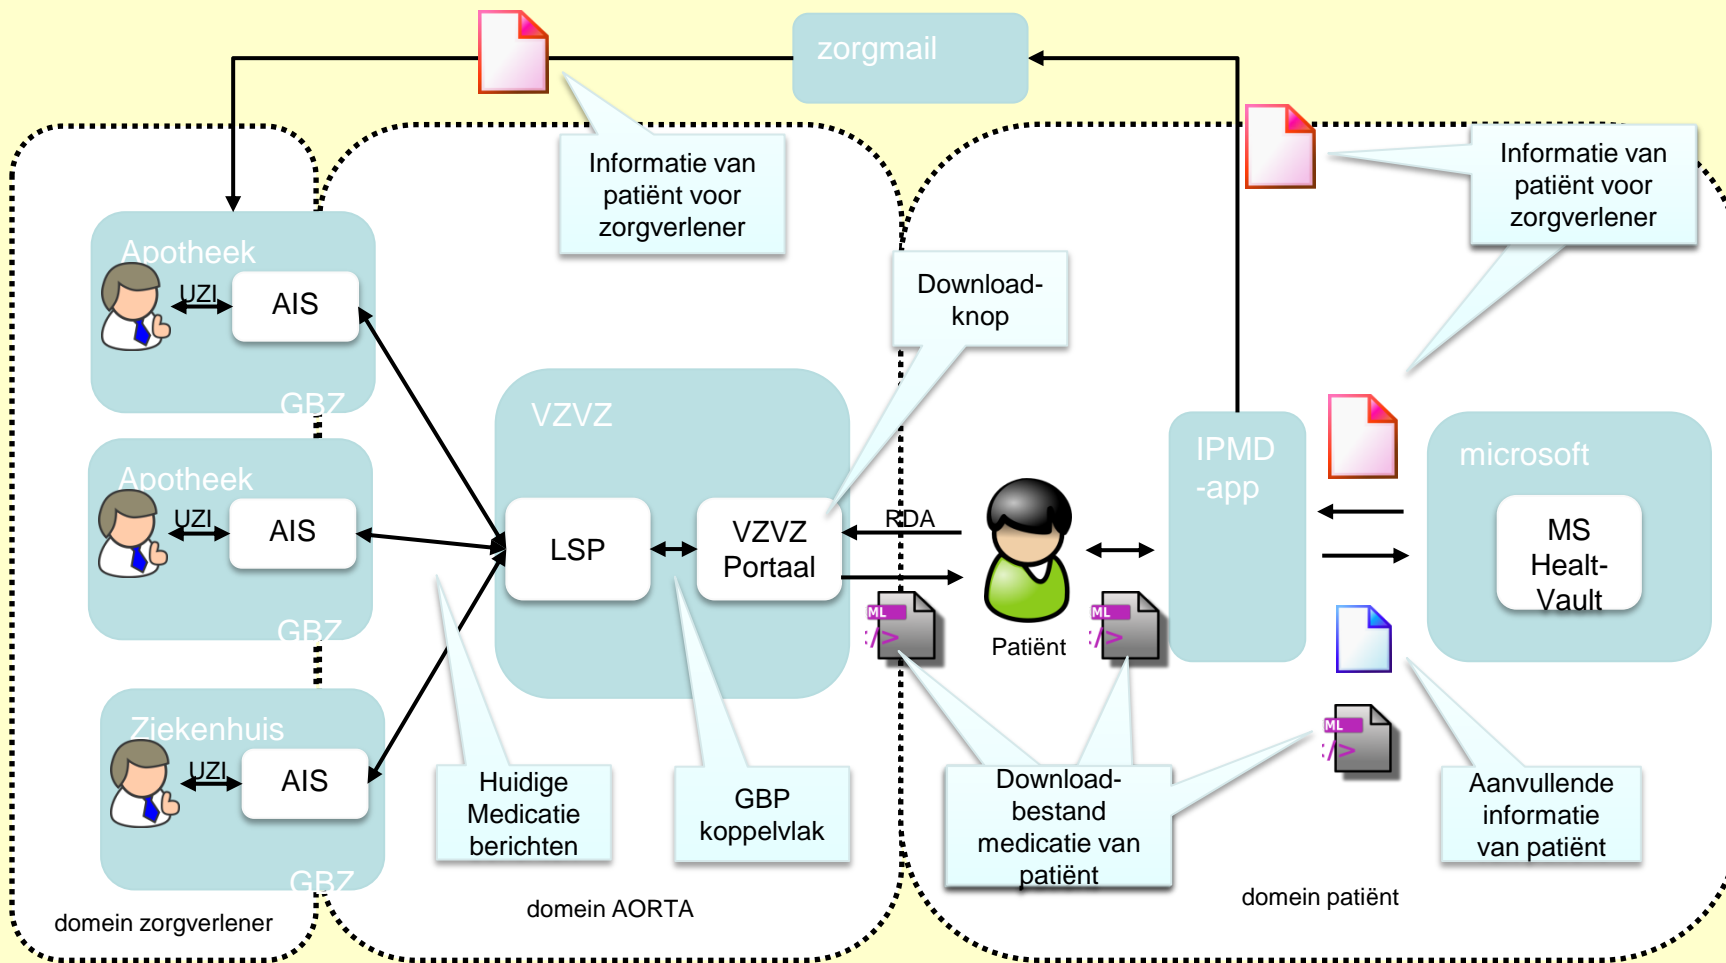 zorgmail
Informatie van
patiënt voor
zorgverlener
Informatie van
patiënt voor
zorgverlener
Apotheek
UZI
AIS
GBZ
Download-
knop
VZVZ
IPMD
-app
microsoft
Apotheek
UZI
AIS
GBZ
LSP
VZVZ
Portaal
RDA
MS
Healt-
Vault
ML
/>
Patiënt
ML
/>
Ziekenhuis
UZI
AIS
GBZ
ML
/>
Huidige
Medicatie
berichten
GBP
koppelvlak
Download-
bestand
medicatie van
patiënt
Aanvullende
informatie
van patiënt
domein zorgverlener
domein AORTA
domein patiënt